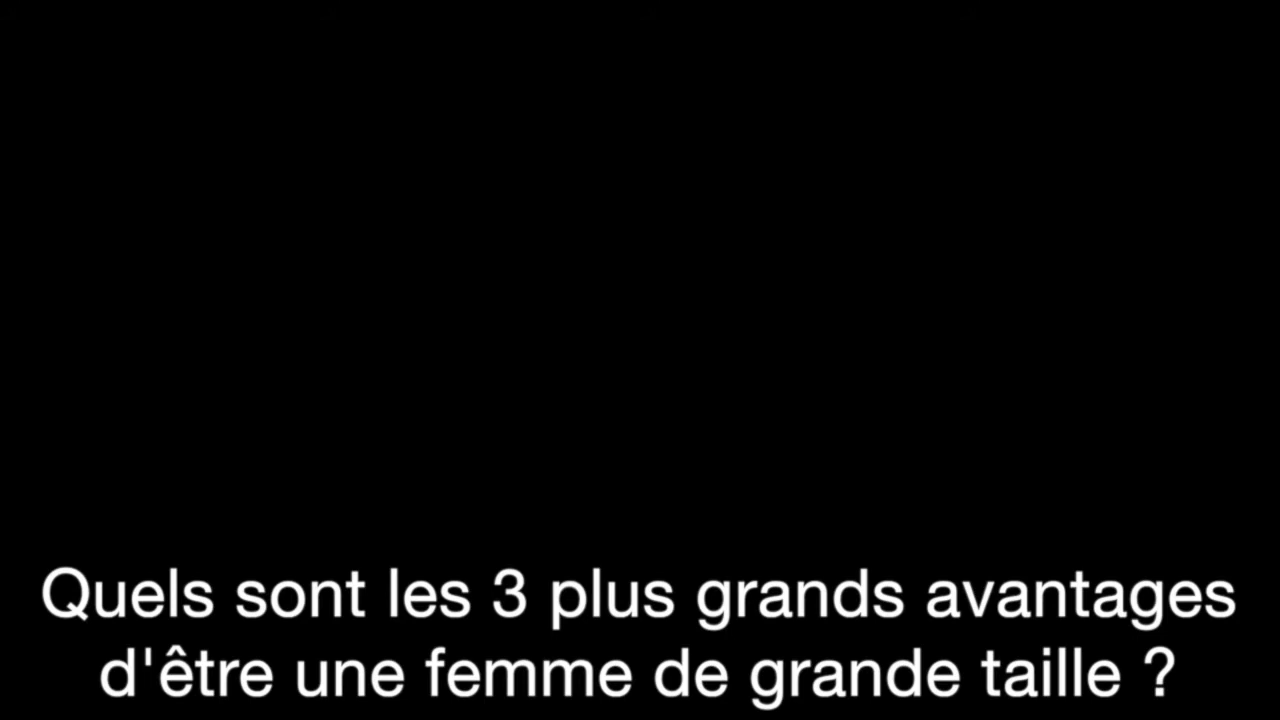 Quels sont les 3 plus grands avantages
d'être une femme de grande taille ?